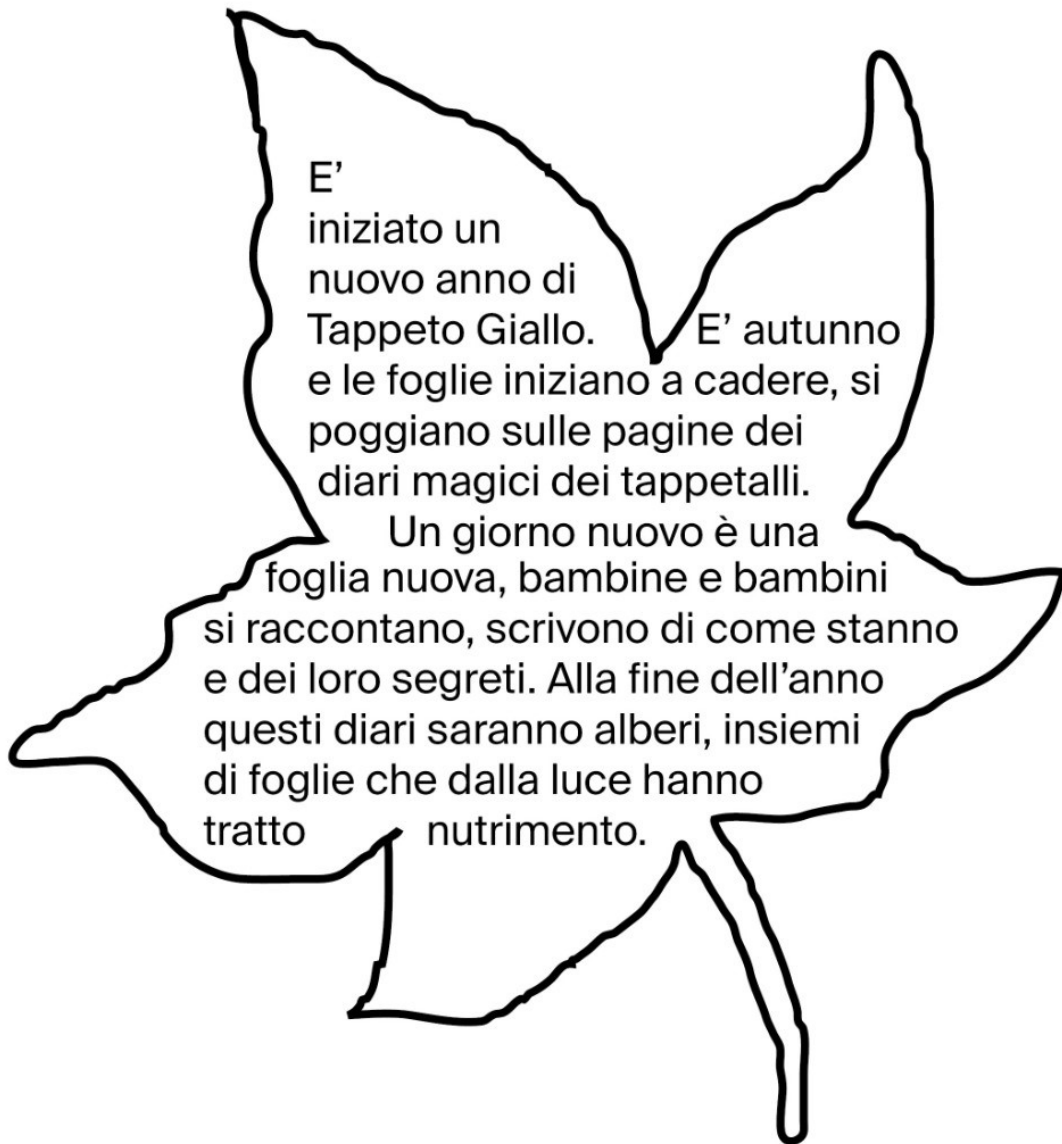 E’
iniziato un
nuovo anno di
Tappeto Giallo. E’ autunno
e le foglie iniziano a cadere, si
poggiano sulle pagine dei
diari magici dei tappetalli.
Un giorno nuovo è una
foglia nuova, bambine e bambini
si raccontano, scrivono di come stanno
e dei loro segreti. Alla fine dell’anno
questi diari saranno alberi, insiemi
di foglie che dalla luce hanno
tratto nutrimento.